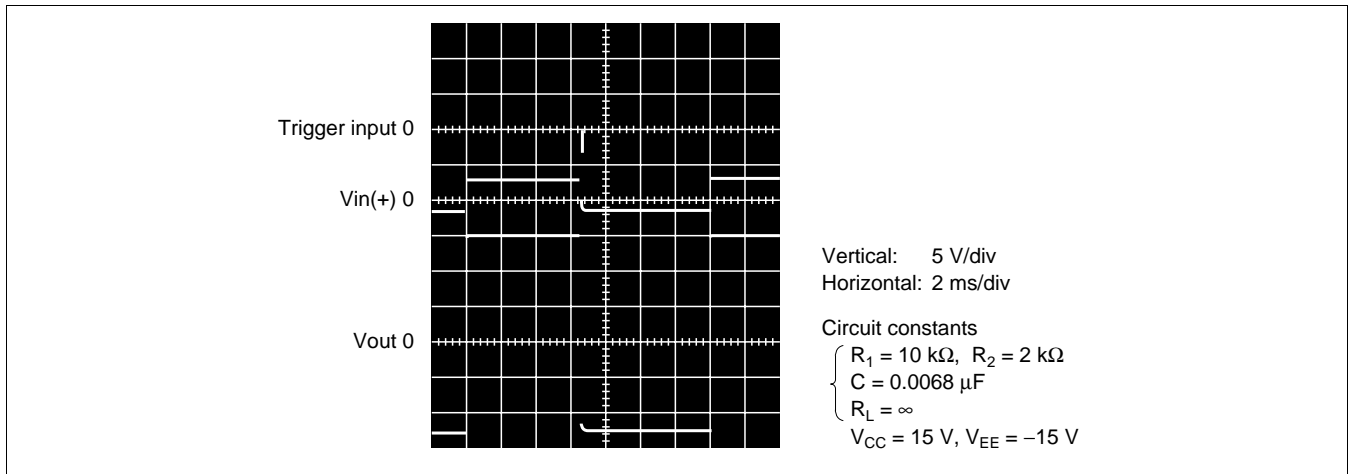 Trigger input 0
Vin(+) 0
Vout 0
Vertical: 5 V/div
Horizontal: 2 ms/div
Circuit constants
R1 = 10 kΩ, R2 = 2 kΩ
C = 0.0068 μF
RL = ∞
VCC = 15 V, VEE = −15 V